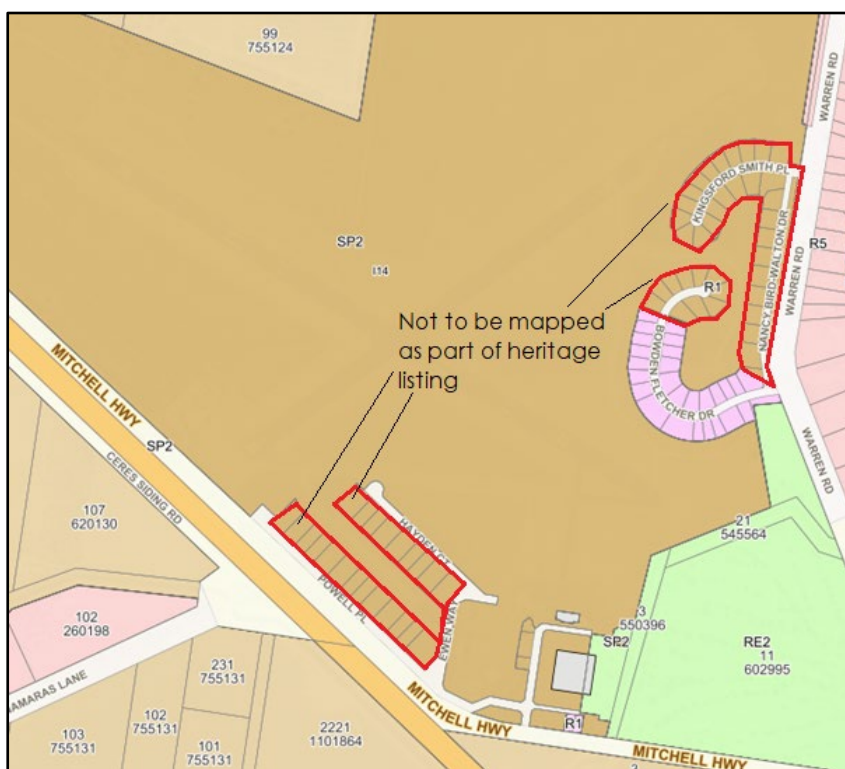 99
755124
WARREN RD
KINGSFORD SMITH PL
SP2
I14
R5
NANCY BIRD-WALTON DR
WARREN RD
R1
Not to be mapped
as part of heritage
listing
BOWDEN FLETCHER DR
MITCHELL HWY
SP2
CERES SIDING RD
WARREN RD
107
620130
21
545564
HAYDEN CT
POWELL PL
EWEN WAY
102
260198
3
550396
SP2
RE2
11
602995
231
755131
NAMARAS LANE
MITCHELL HWY
103
755131
102
755131
101
755131
2221
1101864
R1
MITCHELL HWY